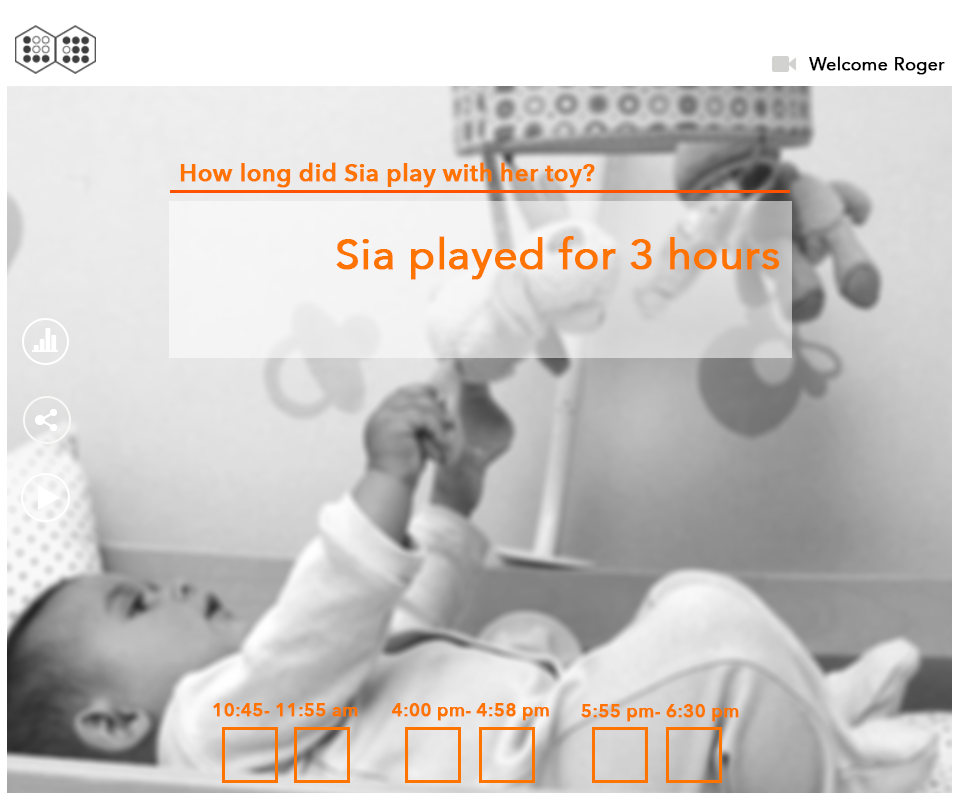 Welcome Roger
How long did Sia play with her toy?
Sia played for 3 hours
10:45- 11:55 am 4:00 pm- 4:58 pm 5:55 pm- 6:30 pm